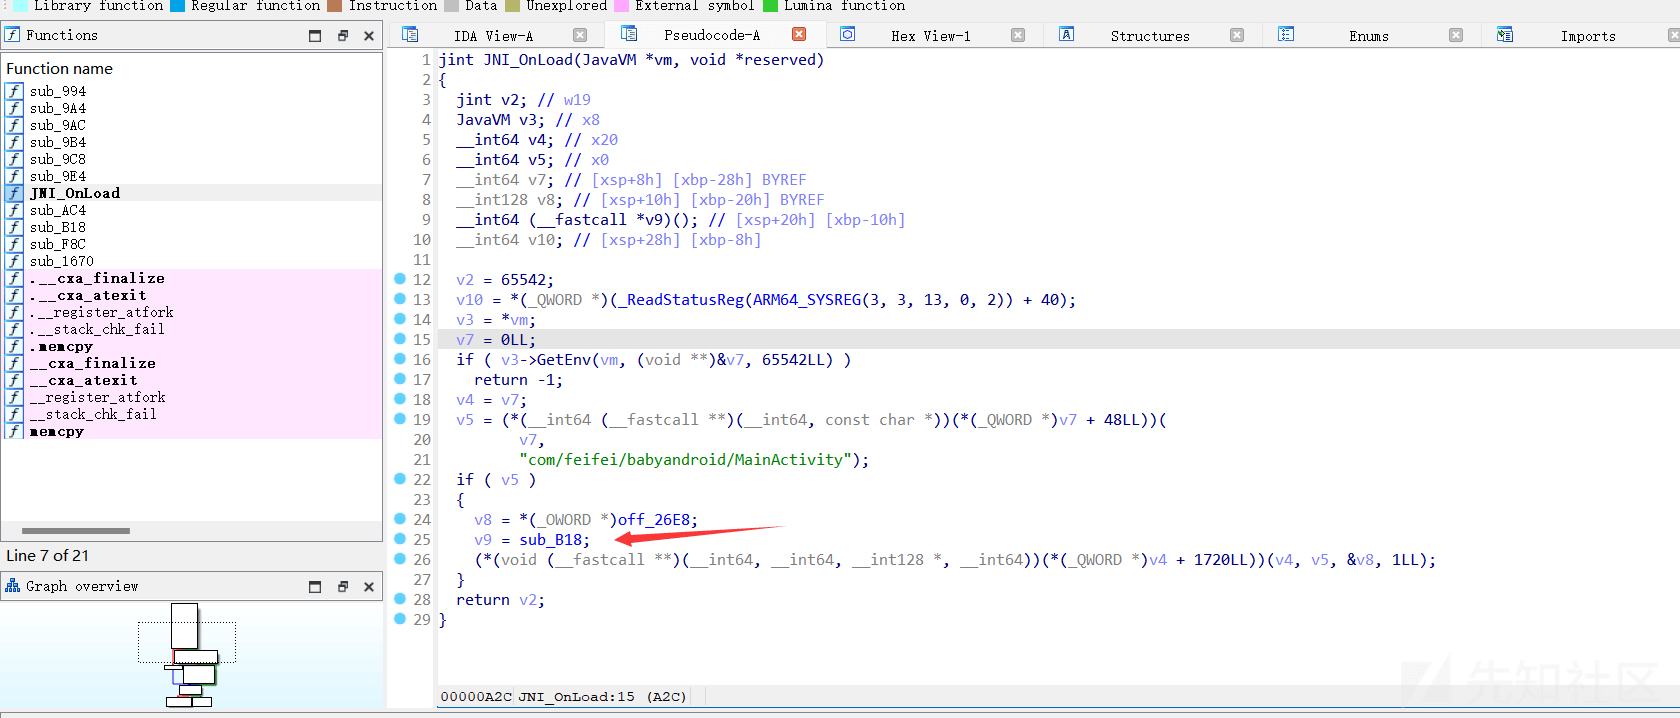 Library function Regular function Instruction Data Unexplored External symbol Lumina function
Functions
Function name
sub_994
sub_9A4
sub_9AC
sub_9B4
sub_9C8
sub_9E4
JNI_OnLoad
sub_AC4
sub_B18
sub_F8C
sub_1670
.__cxa_finalize
.__cxa_atexit
.__register_atfork
.__stack_chk_fail
.memcpy
__cxa_finalize
__cxa_atexit
__register_atfork
__stack_chk_fail
memcpy
Line 7 of 21
Graph overview
IDA View-A Pseudocode-A Hex View-1 Structures Enums Imports
1 jint JNI_OnLoad(JavaVM *vm, void *reserved)
2 {
3 jint v2; // w19
4 JavaVM v3; // x8
5 __int64 v4; // x20
6 __int64 v5; // x0
7 __int64 v7; // [xsp+8h] [xbp-28h] BYREF
8 __int128 v8; // [xsp+10h] [xbp-20h] BYREF
9 __int64 (__fastcall *v9)(); // [xsp+20h] [xbp-10h]
10 __int64 v10; // [xsp+28h] [xbp-8h]
11
12 v2 = 65542;
13 v10 = *(_QWORD *)(_ReadStatusReg(ARM64_SYSREG(3, 3, 13, 0, 2)) + 40);
14 v3 = *vm;
15 v7 = 0LL;
16 if ( v3->GetEnv(vm, (void **)&v7, 65542LL) )
17 return -1;
18 v4 = v7;
19 v5 = (*(__int64 (__fastcall **)(__int64, const char *))(*(_QWORD *)v7 + 48LL))(
20 v7,
21 "com/feifei/babyandroid/MainActivity");
22 if ( v5 )
23 {
24 v8 = *(_OWORD *)off_26E8;
25 v9 = sub_B18;
26 (*(void (__fastcall **)(__int64, __int64, __int128 *, __int64))(*(_QWORD *)v4 + 1720LL))(v4, v5, &v8, 1LL);
27 }
28 return v2;
29 }
00000A2C JNI_OnLoad:15 (A2C)
先知社区